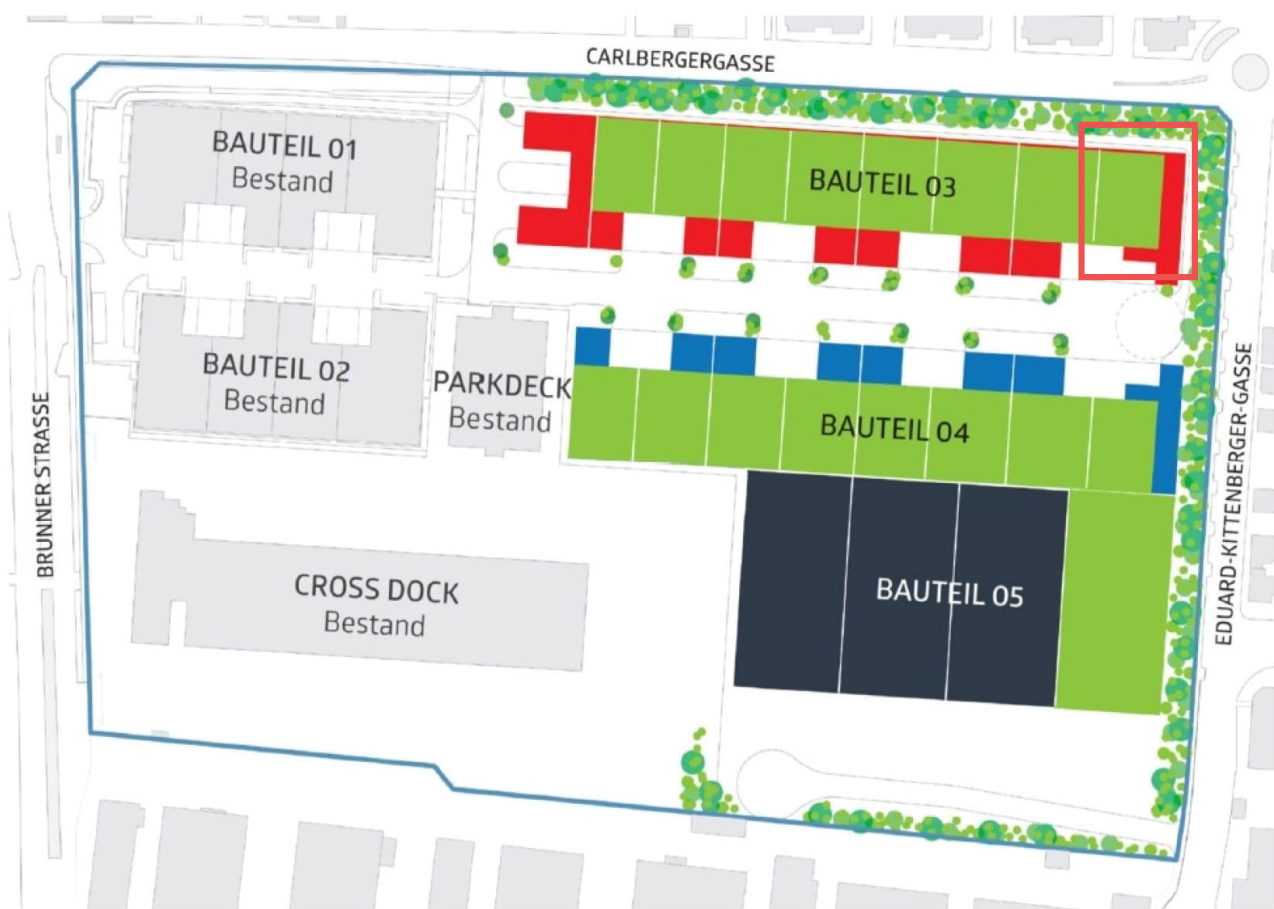 CARLBERGERGASSE
BAUTEIL 01
Bestand
BAUTEIL 03
BAUTEIL 02
Bestand
PARKDECK
Bestand
BAUTEIL 04
BRUNNER STRASSE
EDUARD-KITTENBERGER-GASSE
CROSS DOCK
Bestand
BAUTEIL 05